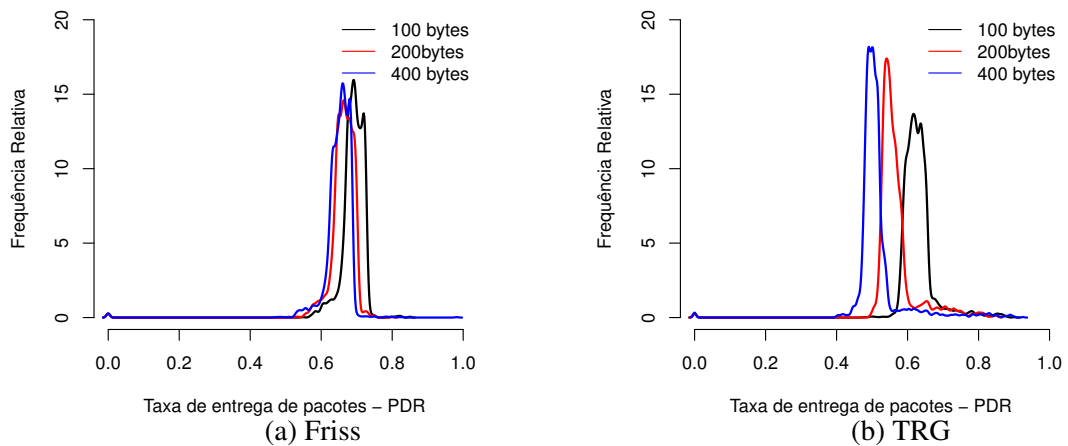 20
15
10
5
0
Frequência Relativa
100 bytes
200bytes
400 bytes
0.0 0.2 0.4 0.6 0.8 1.0
Taxa de entrega de pacotes − PDR
(a) Friss
20
15
10
5
0
Frequência Relativa
100 bytes
200bytes
400 bytes
0.0 0.2 0.4 0.6 0.8 1.0
Taxa de entrega de pacotes − PDR
(b) TRG